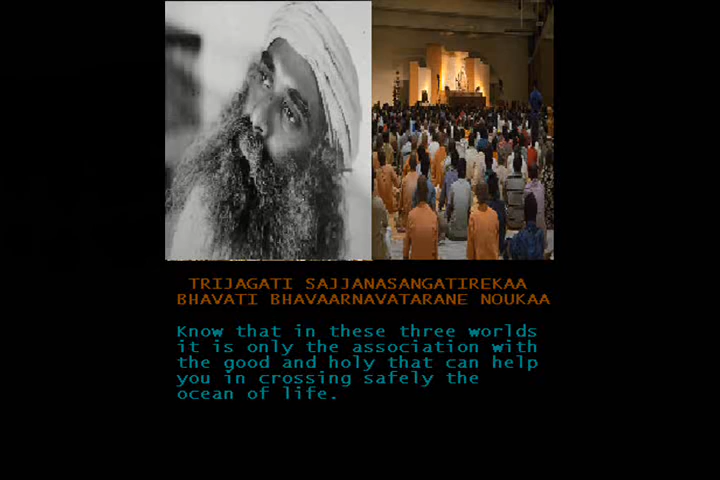 TRIJAGATI SAJJANASANGATIREKAA
BHAVATI BHAVAARNAVATARANE NOUKAA
Know that in these three worlds
it is only the association with
the good and holy that can help
you in crossing safely the
ocean of life.